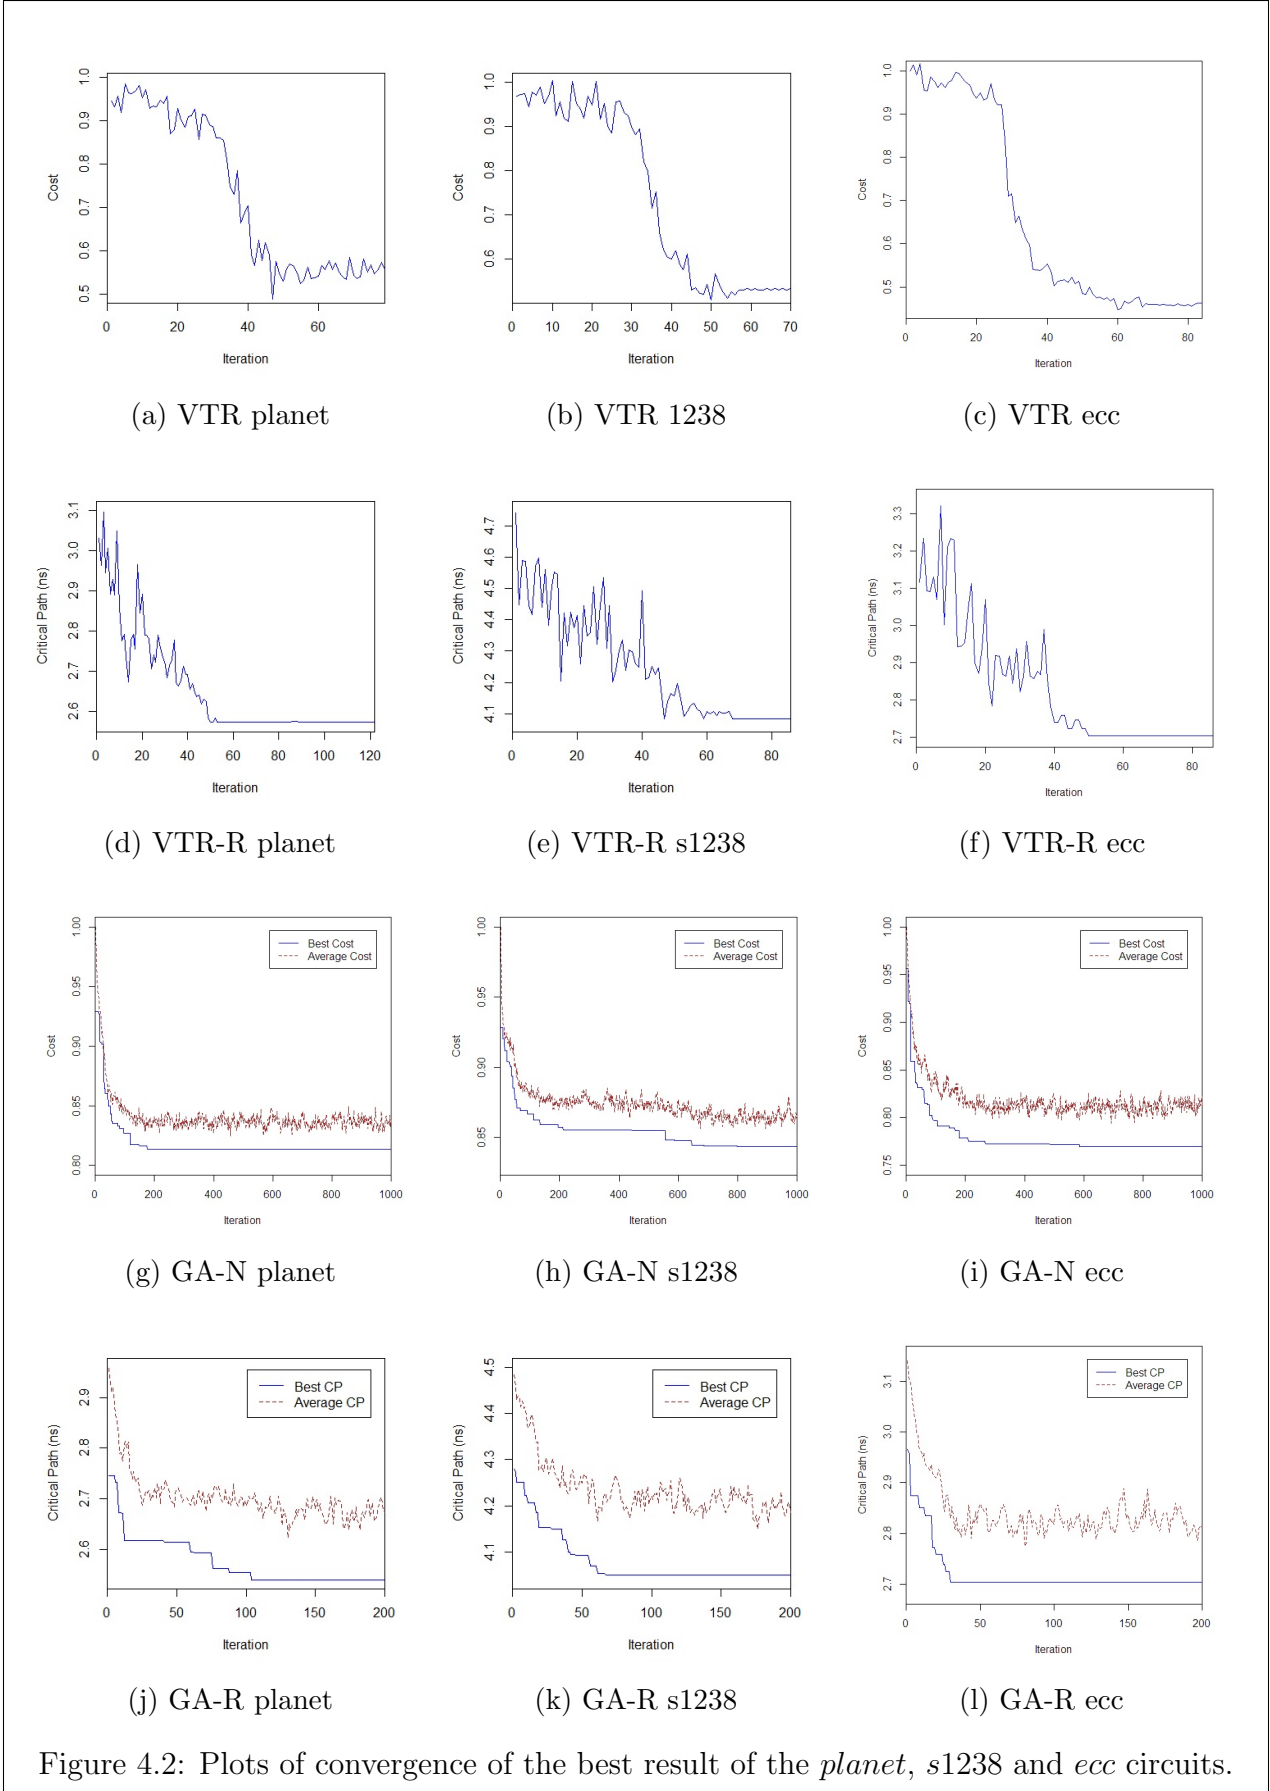 1.0
0.9
0.8
0.7
0.6
0.5
Cost
0 20 40 60
Iteration
(a) VTR planet
1.0
0.9
0.8
0.7
0.6
Cost
0 10 20 30 40 50 60 70
Iteration
(b) VTR 1238
1.0
0.9
0.8
0.7
0.6
0.5
Cost
0 20 40 60 80
Iteration
(c) VTR ecc
3.1
3.0
2.9
2.8
2.7
2.6
Critical Path (ns)
0 20 40 60 80 100 120
Iteration
(d) VTR-R planet
4.7
4.6
4.5
4.4
4.3
4.2
4.1
Critical Path (ns)
0 20 40 60 80
Iteration
(e) VTR-R s1238
3.3
3.2
3.1
3.0
2.9
2.8
2.7
Critical Path (ns)
0 20 40 60 80
Iteration
(f) VTR-R ecc
1.00
0.95
0.90
0.85
0.80
Cost
Best Cost
Average Cost
0 200 400 600 800 1000
Iteration
(g) GA-N planet
1.00
0.95
0.90
0.85
Cost
Best Cost
Average Cost
0 200 400 600 800 1000
Iteration
(h) GA-N s1238
1.00
0.95
0.90
0.85
0.80
0.75
Cost
Best Cost
Average Cost
0 200 400 600 800 1000
Iteration
(i) GA-N ecc
2.9
2.8
2.7
2.6
Critical Path (ns)
Best CP
Average CP
0 50 100 150 200
Iteration
(j) GA-R planet
4.5
4.4
4.3
4.2
4.1
Critical Path (ns)
Best CP
Average CP
0 50 100 150 200
Iteration
(k) GA-R s1238
3.1
3.0
2.9
2.8
2.7
Critical Path (ns)
Best CP
Average CP
0 50 100 150 200
Iteration
(l) GA-R ecc
Figure 4.2: Plots of convergence of the best result of the planet, s1238 and ecc circuits.